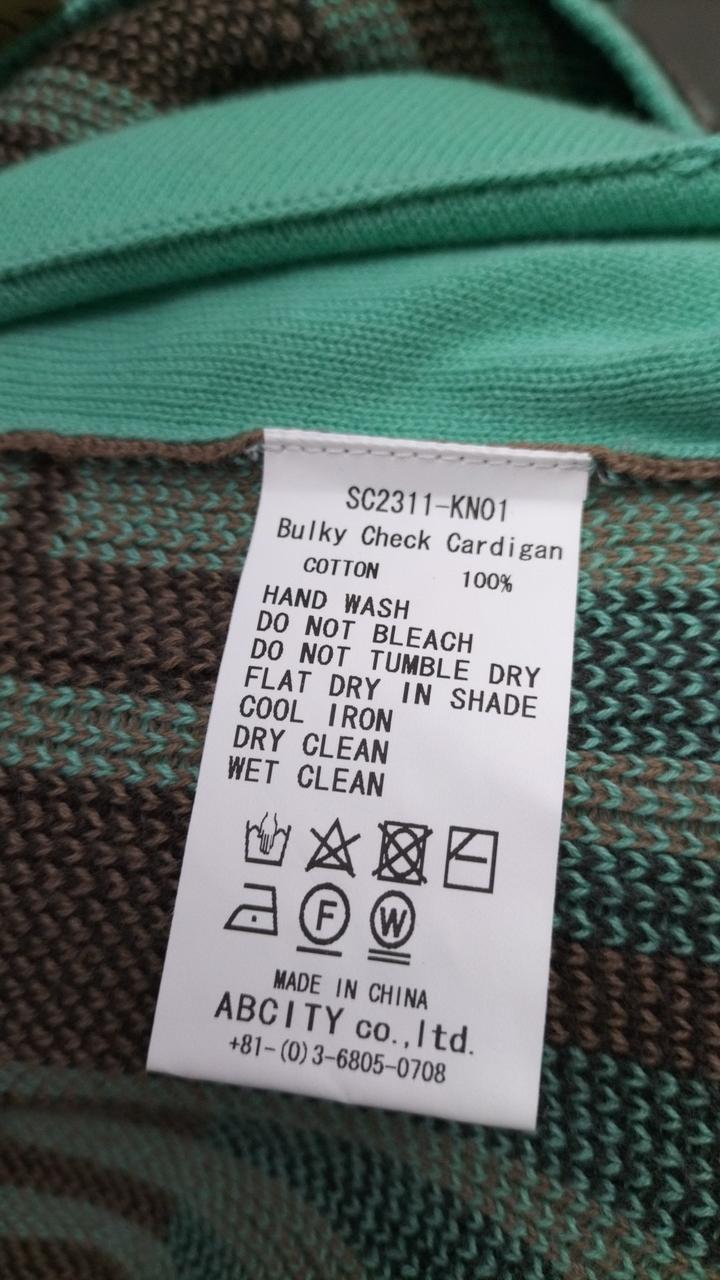 SC2311-KN01
Bulky Check Cardigan
COTTON 100%
HAND WASH
DO NOT BLEACH
DO NOT TUMBLE DRY
FLAT DRY IN SHADE
COOL IRON
DRY CLEAN
WET CLEAN
F W
MADE IN CHINA
ABCITY co.,ltd.
+81-(0)3-6805-0708